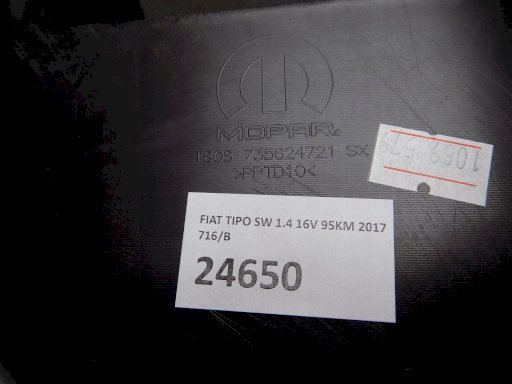 MOPAR
1808 735624721 SX
>PPTD10<
1089 579
FIAT TIPO SW 1.4 16V 95KM 2017
716/B
24650